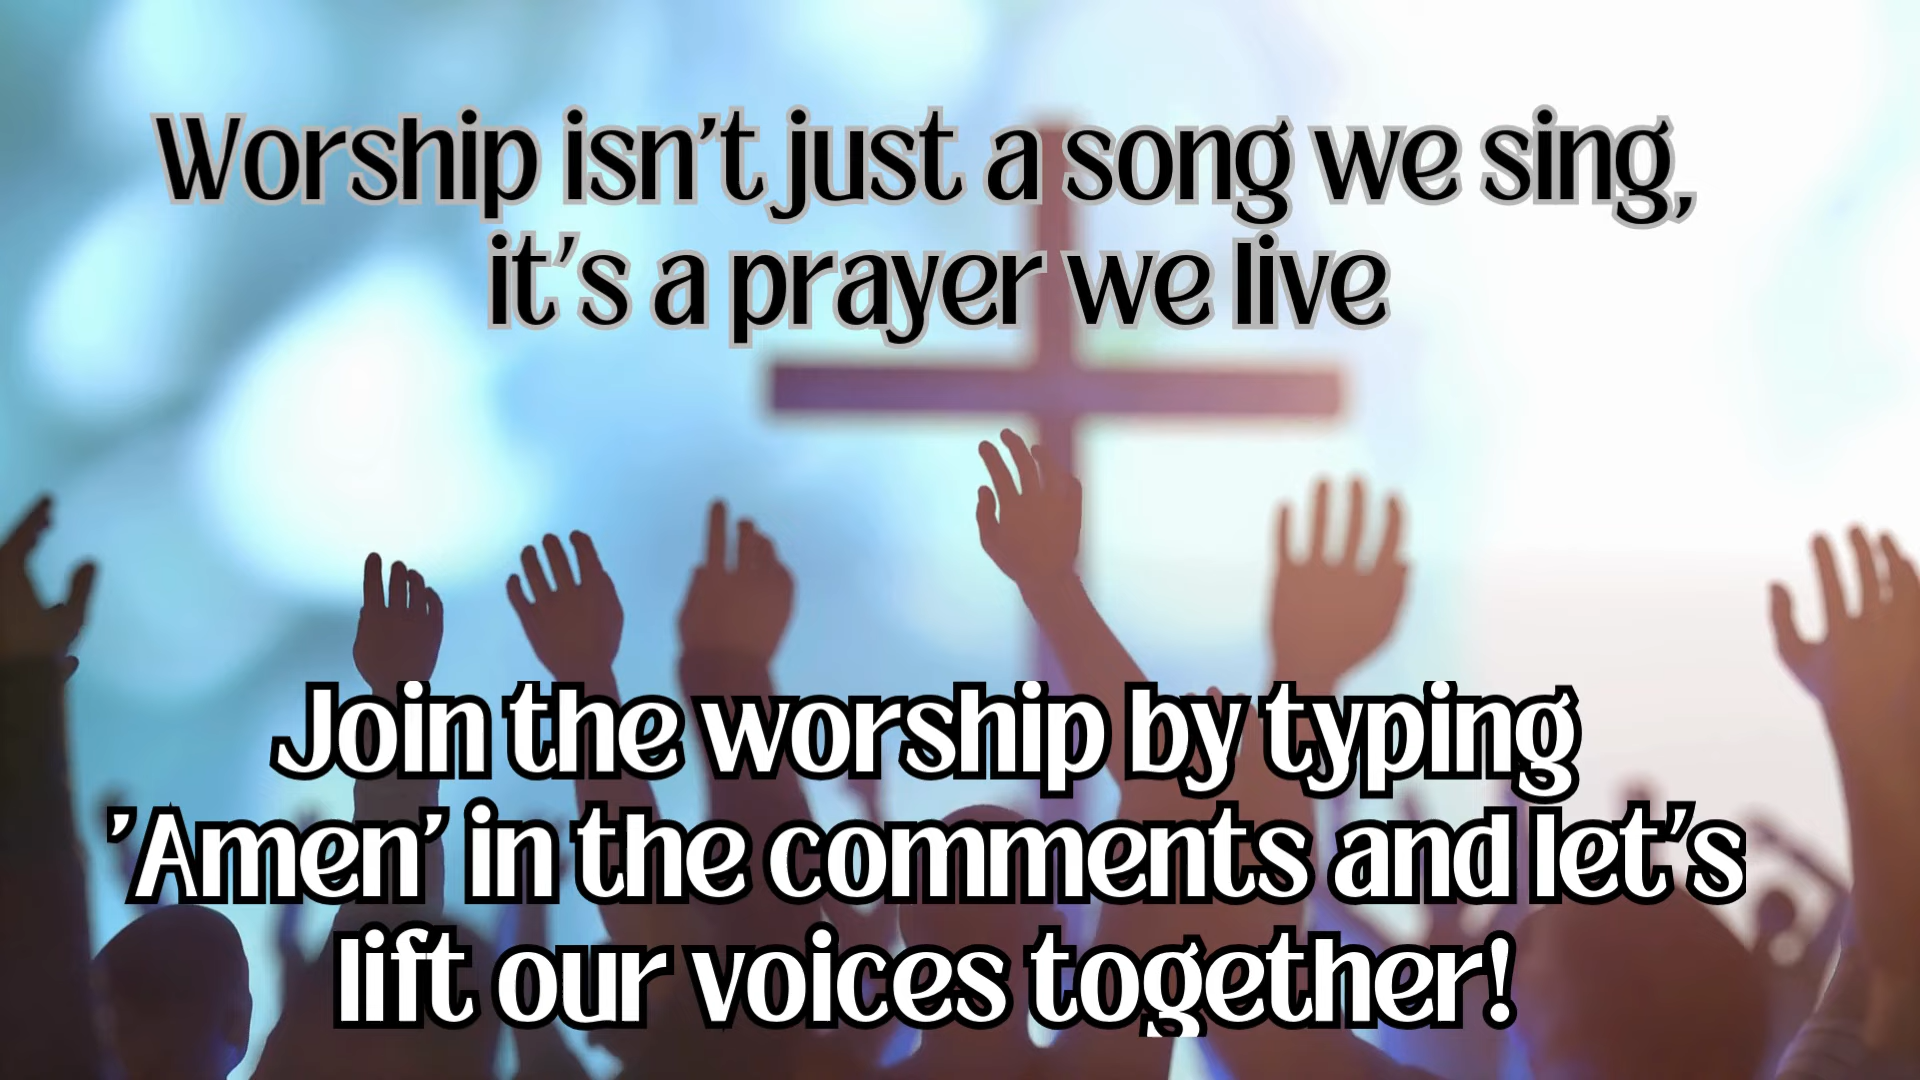 Worship isn't just a song we sing,
it's a prayer we live
Join the worship by typing
'Amen' in the comments and let's
lift our voices together!